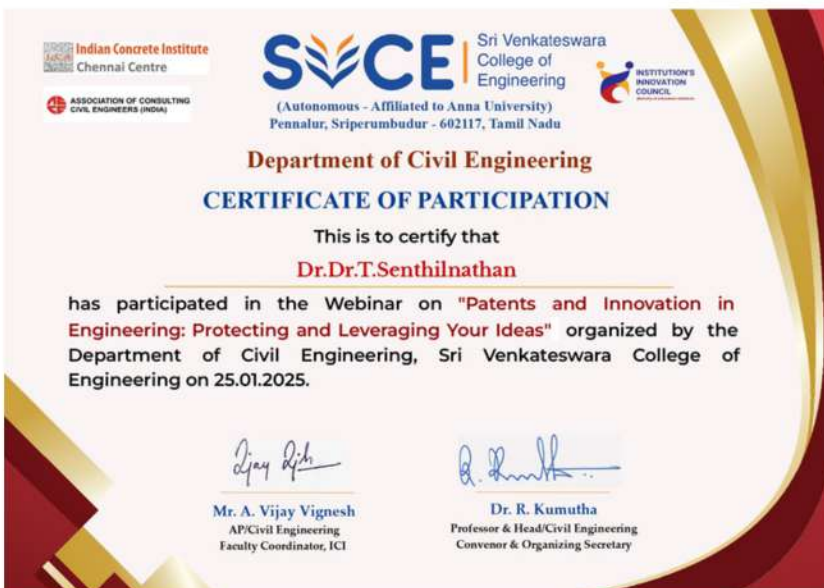 Indian Concrete Institute
Chennai Centre
ASSOCIATION OF CONSULTING
CIVIL ENGINEERS (INDIA)
SVCE
Sri Venkateswara
College of
Engineering
INSTITUTION'S
INNOVATION
COUNCIL
(Autonomous - Affiliated to Anna University)
Pennalur, Sriperumbudur - 602117, Tamil Nadu
Department of Civil Engineering
CERTIFICATE OF PARTICIPATION
This is to certify that
Dr.Dr.T.Senthilnathan
has participated in the Webinar on "Patents and Innovation in
Engineering: Protecting and Leveraging Your Ideas" organized by the
Department of Civil Engineering, Sri Venkateswara College of
Engineering on 25.01.2025.
Mr. A. Vijay Vignesh
AP/Civil Engineering
Faculty Coordinator, ICI
Dr. R. Kumutha
Professor & Head/Civil Engineering
Convenor & Organizing Secretary